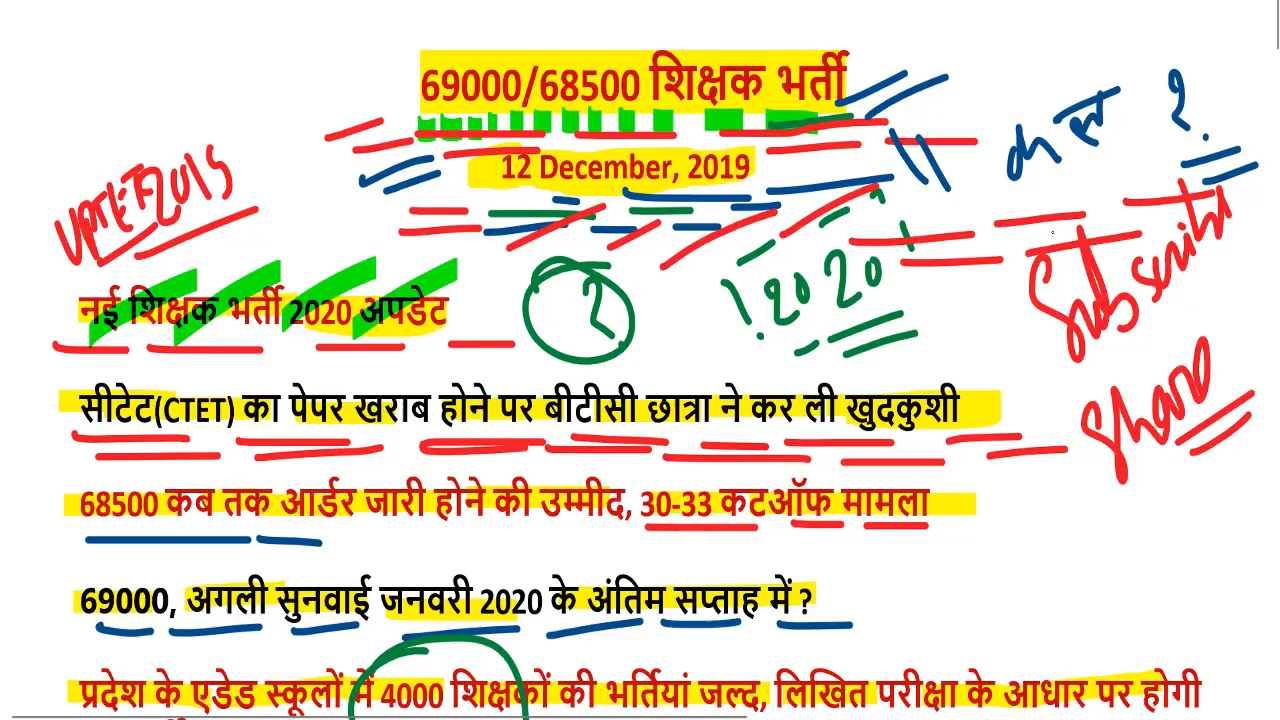 69000/68500 शिक्षक भर्ती
12 December, 2019
UPTET 2019
2020
Subscribe
नई शिक्षक भर्ती 2020 अपडेट
Share
सीटेट(CTET) का पेपर खराब होने पर बीटीसी छात्रा ने कर ली खुदकुशी
68500 कब तक आर्डर जारी होने की उम्मीद, 30-33 कटऑफ मामला
69000, अगली सुनवाई जनवरी 2020 के अंतिम सप्ताह में ?
प्रदेश के एडेड स्कूलों में 4000 शिक्षकों की भर्तियां जल्द, लिखित परीक्षा के आधार पर होगी